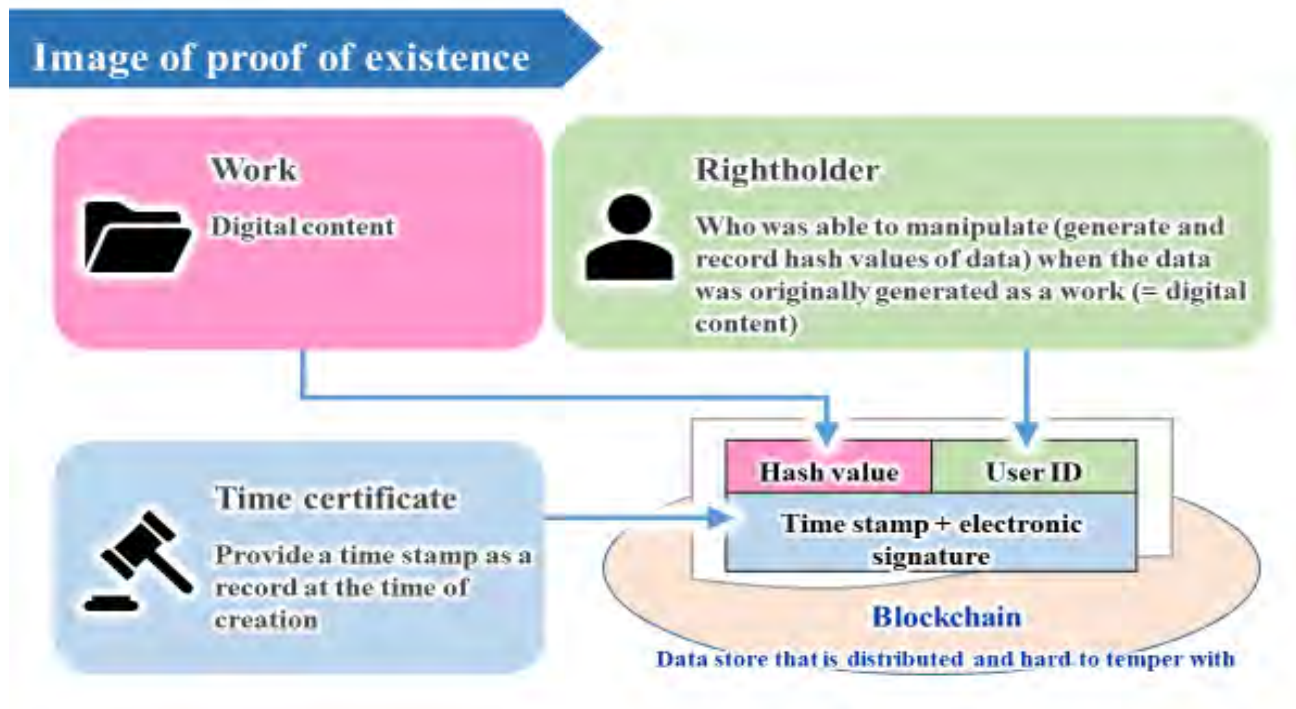 Image of proof of existence
Work
Digital content
Rightholder
Who was able to manipulate (generate and
record hash values of data) when the data
was originally generated as a work (= digital
content)
Time certificate
Provide a time stamp as a
record at the time of
creation
Hash value
User ID
Time stamp + electronic
signature
Blockchain
Data store that is distributed and hard to temper with